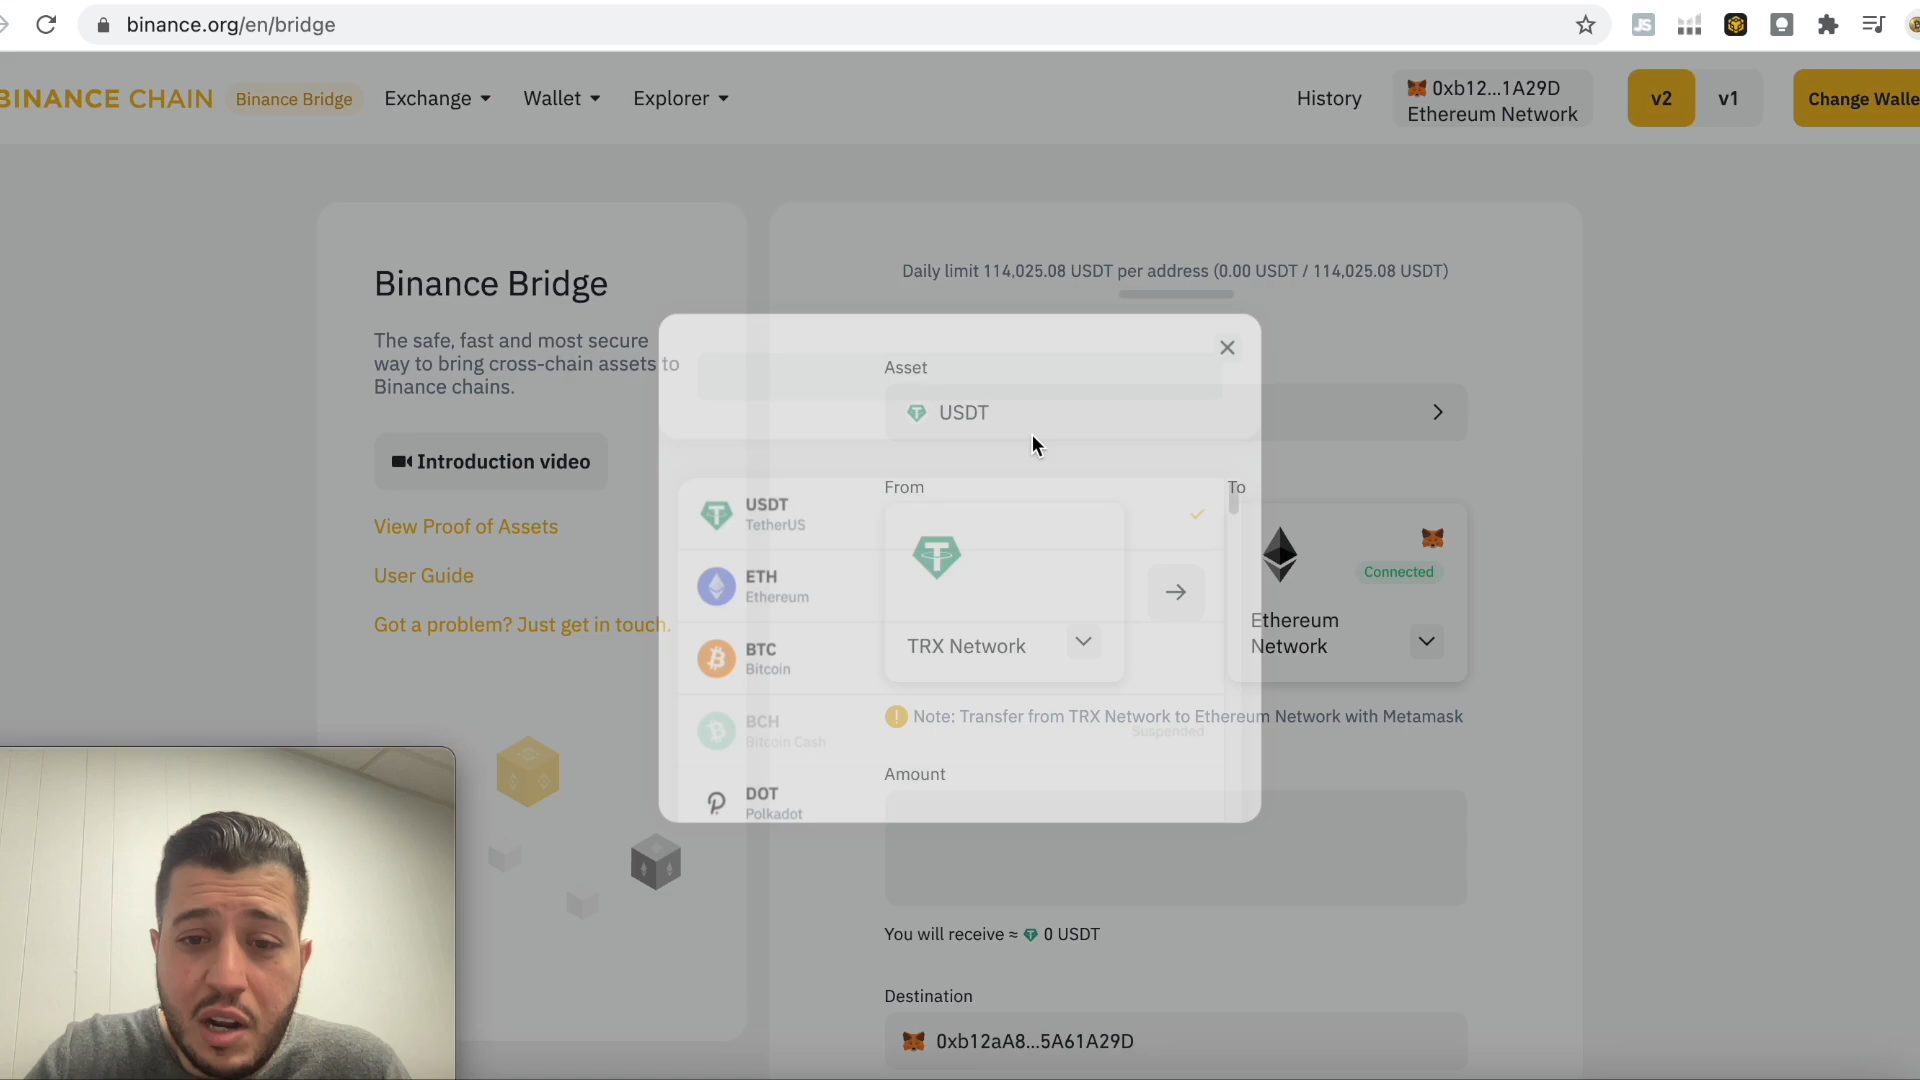 binance.org/en/bridge
JS
BINANCE CHAIN
Binance Bridge
Exchange
Wallet
Explorer
History
0xb12...1A29D
Ethereum Network
v2
v1
Change Walle
Binance Bridge
The safe, fast and most secure
way to bring cross-chain assets to
Binance chains.
Introduction video
View Proof of Assets
User Guide
Got a problem? Just get in touch.
Daily limit 114,025.08 USDT per address (0.00 USDT / 114,025.08 USDT)
Asset
USDT
From
To
USDT
TetherUS
ETH
Ethereum
BTC
Bitcoin
BCH
Bitcoin Cash
Suspended
DOT
Polkadot
TRX Network
Connected
Ethereum
Network
Note: Transfer from TRX Network to Ethereum Network with Metamask
Amount
You will receive ≈ 0 USDT
Destination
0xb12aA8...5A61A29D